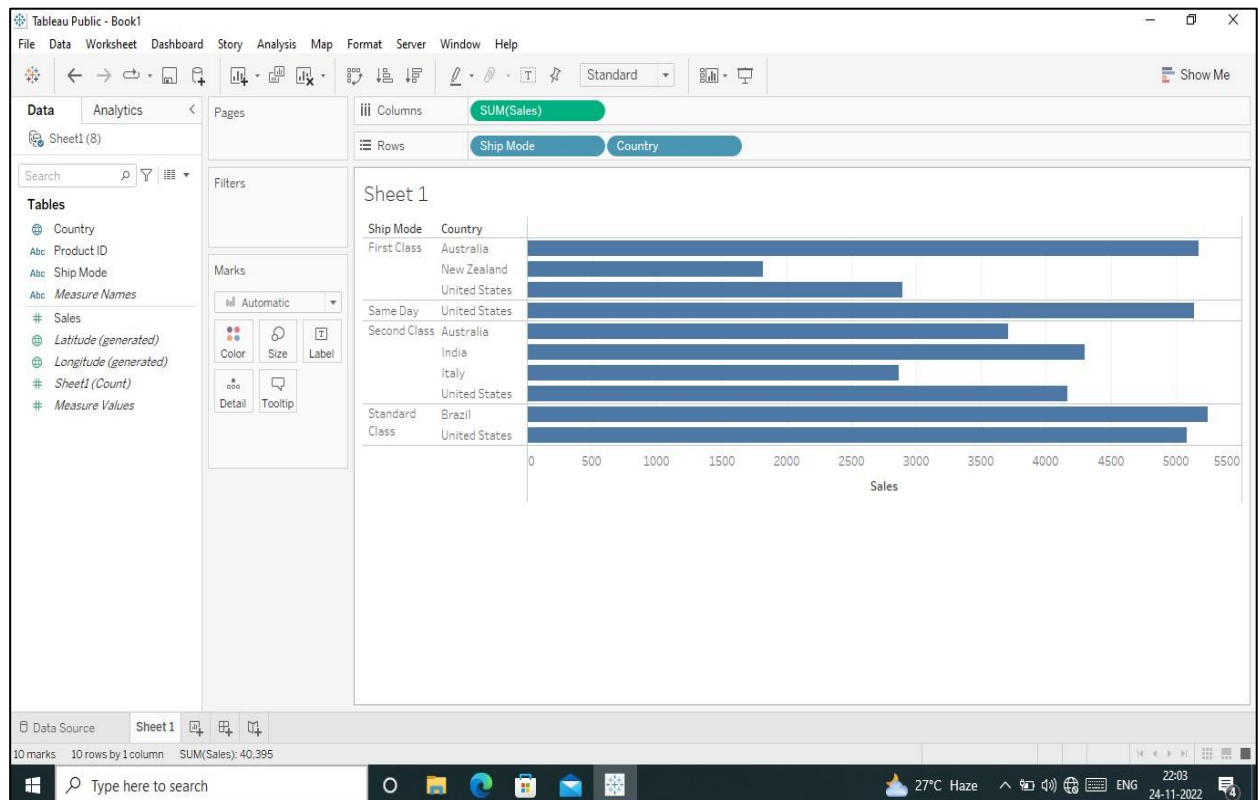 Tableau Public - Book1
File Data Worksheet Dashboard Story Analysis Map Format Server Window Help
Standard
Show Me
Data Analytics
Sheet1 (8)
Search
Tables
Country
Abc Product ID
Abc Ship Mode
Abc Measure Names
# Sales
Latitude (generated)
Longitude (generated)
# Sheet1 (Count)
# Measure Values
Pages
Filters
Marks
Automatic
Color Size Label
Detail Tooltip
Columns SUM(Sales)
Rows Ship Mode Country
Sheet 1
Ship Mode Country
First Class Australia
New Zealand
United States
Same Day United States
Second Class Australia
India
Italy
United States
Standard Class Brazil
United States
0 500 1000 1500 2000 2500 3000 3500 4000 4500 5000 5500
Sales
Data Source Sheet 1
10 marks 10 rows by 1 column SUM(Sales): 40,395
Type here to search
27°C Haze ENG 22:03
24-11-2022
4